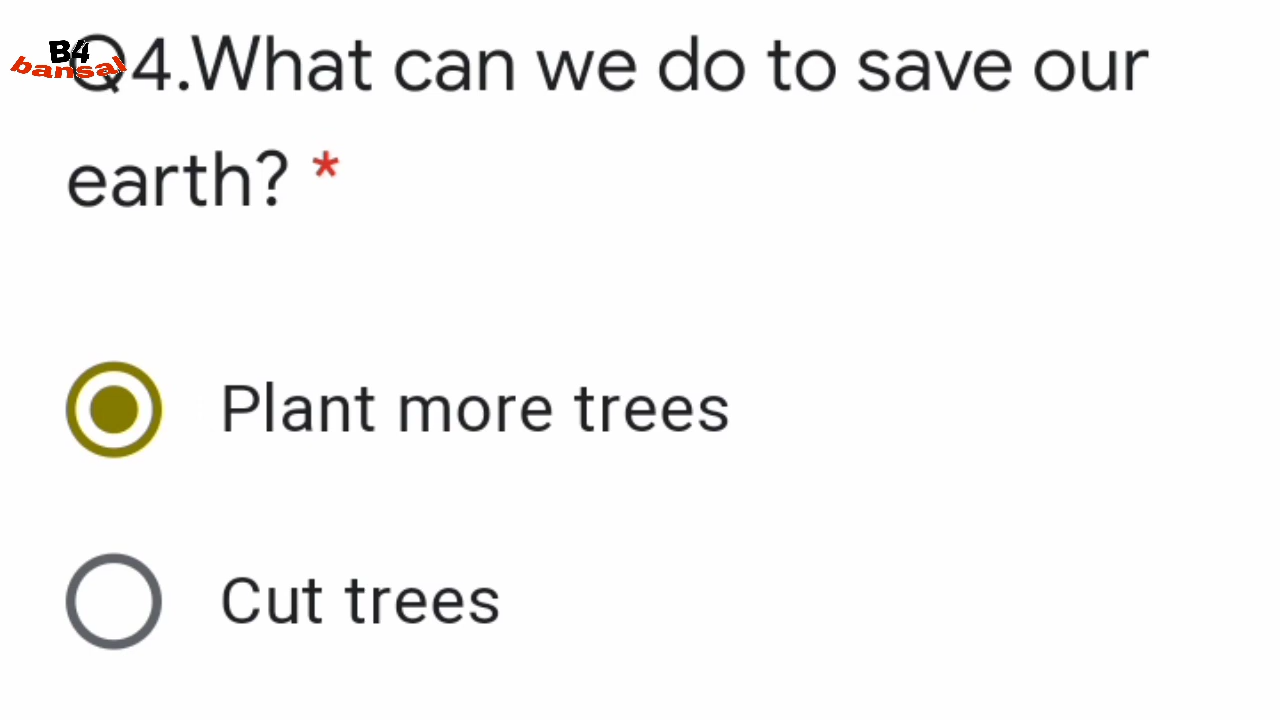 B4
bansal
Q4.What can we do to save our
earth? *
Plant more trees
Cut trees